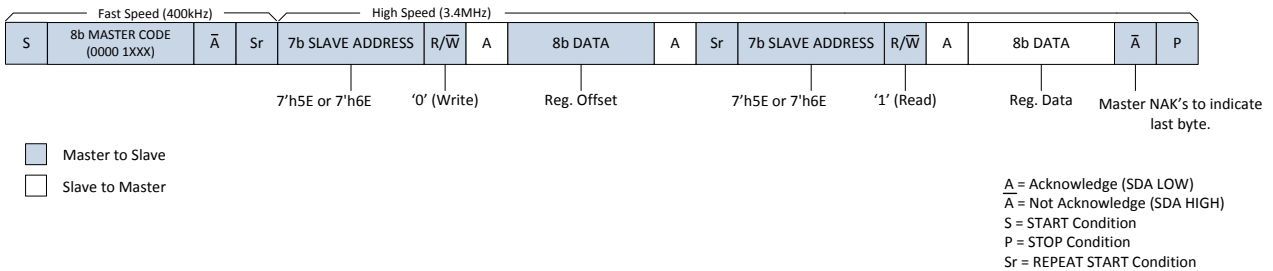 Fast Speed (400kHz) High Speed (3.4MHz)
S 8b MASTER CODE (0000 1XXX) A̅ Sr 7b SLAVE ADDRESS R/W̅ A 8b DATA A Sr 7b SLAVE ADDRESS R/W̅ A 8b DATA A̅ P
7'h5E or 7'h6E '0' (Write) Reg. Offset 7'h5E or 7'h6E '1' (Read) Reg. Data Master NAK's to indicate
last byte.
Master to Slave
Slave to Master
A = Acknowledge (SDA LOW)
A̅ = Not Acknowledge (SDA HIGH)
S = START Condition
P = STOP Condition
Sr = REPEAT START Condition